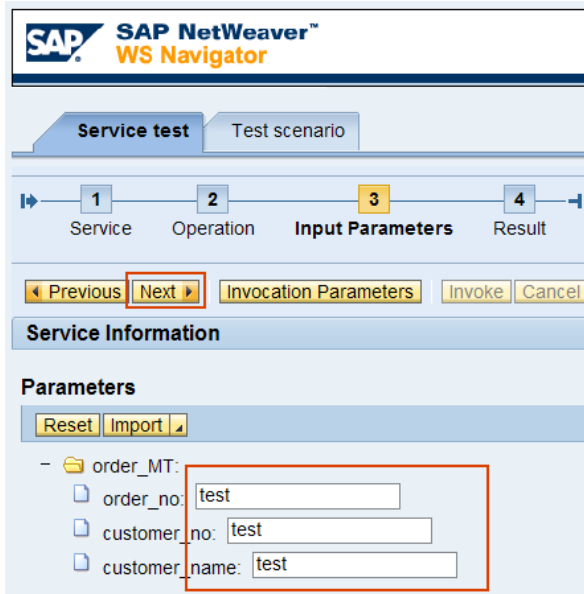 SAP SAP NetWeaver™
WS Navigator
Service test Test scenario
1 2 3 4
Service Operation Input Parameters Result
Previous Next Invocation Parameters Invoke Cancel
Service Information
Parameters
Reset Import
order_MT:
order_no: test
customer_no: test
customer_name: test